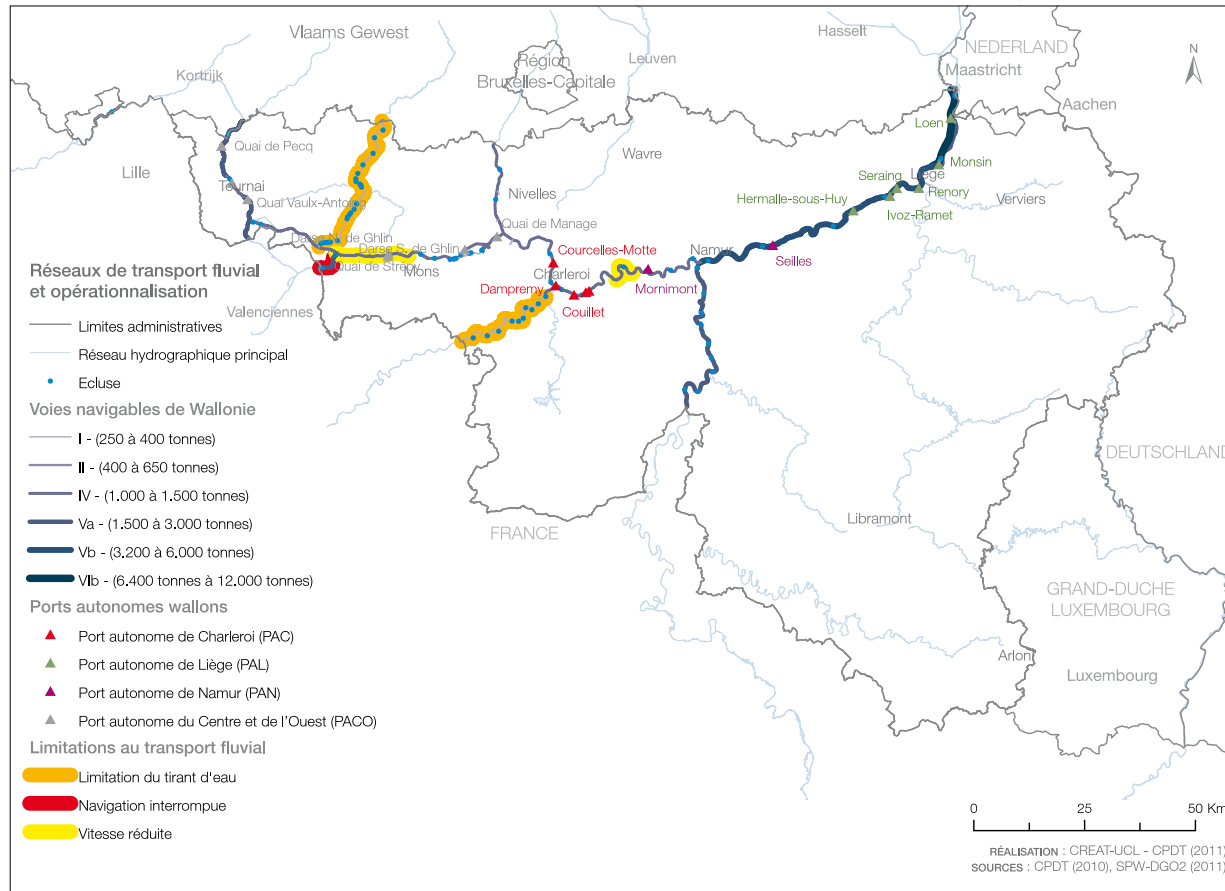 Vlaams Gewest
Hasselt
NEDERLAND
Maastricht
N
Région
Bruxelles-Capitale
Leuven
Kortrijk
Aachen
Loen
Quai de Pecq
Lille
Wavre
Monsin
Seraing
Liège
Tournai
Nivelles
Renory
Quai Vaulx-Antoing
Hermalle-sous-Huy
Verviers
Ivoz-Ramet
Quai de Manage
Darse N. de Ghlin
Darse S. de Ghlin
Courcelles-Motte
Namur
Quai de Strépy
Mons
Seilles
Charleroi
Dampremy
Mornimont
Couillet
Valenciennes
Réseaux de transport fluvial
et opérationnalisation
Limites administratives
Réseau hydrographique principal
Ecluse
Voies navigables de Wallonie
I - (250 à 400 tonnes)
II - (400 à 650 tonnes)
IV - (1.000 à 1.500 tonnes)
Va - (1.500 à 3.000 tonnes)
Vb - (3.200 à 6.000 tonnes)
VIb - (6.400 tonnes à 12.000 tonnes)
Ports autonomes wallons
Port autonome de Charleroi (PAC)
Port autonome de Liège (PAL)
Port autonome de Namur (PAN)
Port autonome du Centre et de l'Ouest (PACO)
Limitations au transport fluvial
Limitation du tirant d'eau
Navigation interrompue
Vitesse réduite
DEUTSCHLAND
Libramont
FRANCE
GRAND-DUCHE
LUXEMBOURG
Arlon
Luxembourg
0 25 50 Km
RÉALISATION : CREAT-UCL - CPDT (2011)
SOURCES : CPDT (2010), SPW-DGO2 (2011)